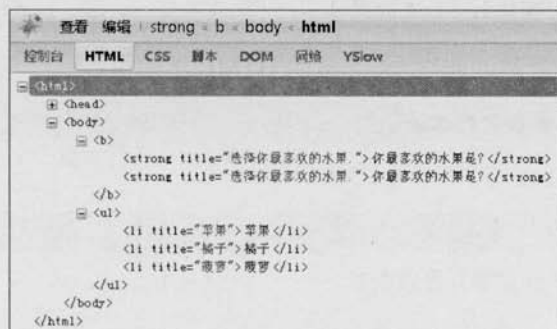 查看 编辑 | strong < b < body < html
控制台 HTML CSS 脚本 DOM 网络 YSlow
<html>
<head>
<body>
<b>
<strong title="选择你最喜欢的水果.">你最喜欢的水果是?</strong>
<strong title="选择你最喜欢的水果.">你最喜欢的水果是?</strong>
</b>
<ul>
<li title="苹果">苹果</li>
<li title="橘子">橘子</li>
<li title="菠萝">菠萝</li>
</ul>
</body>
</html>